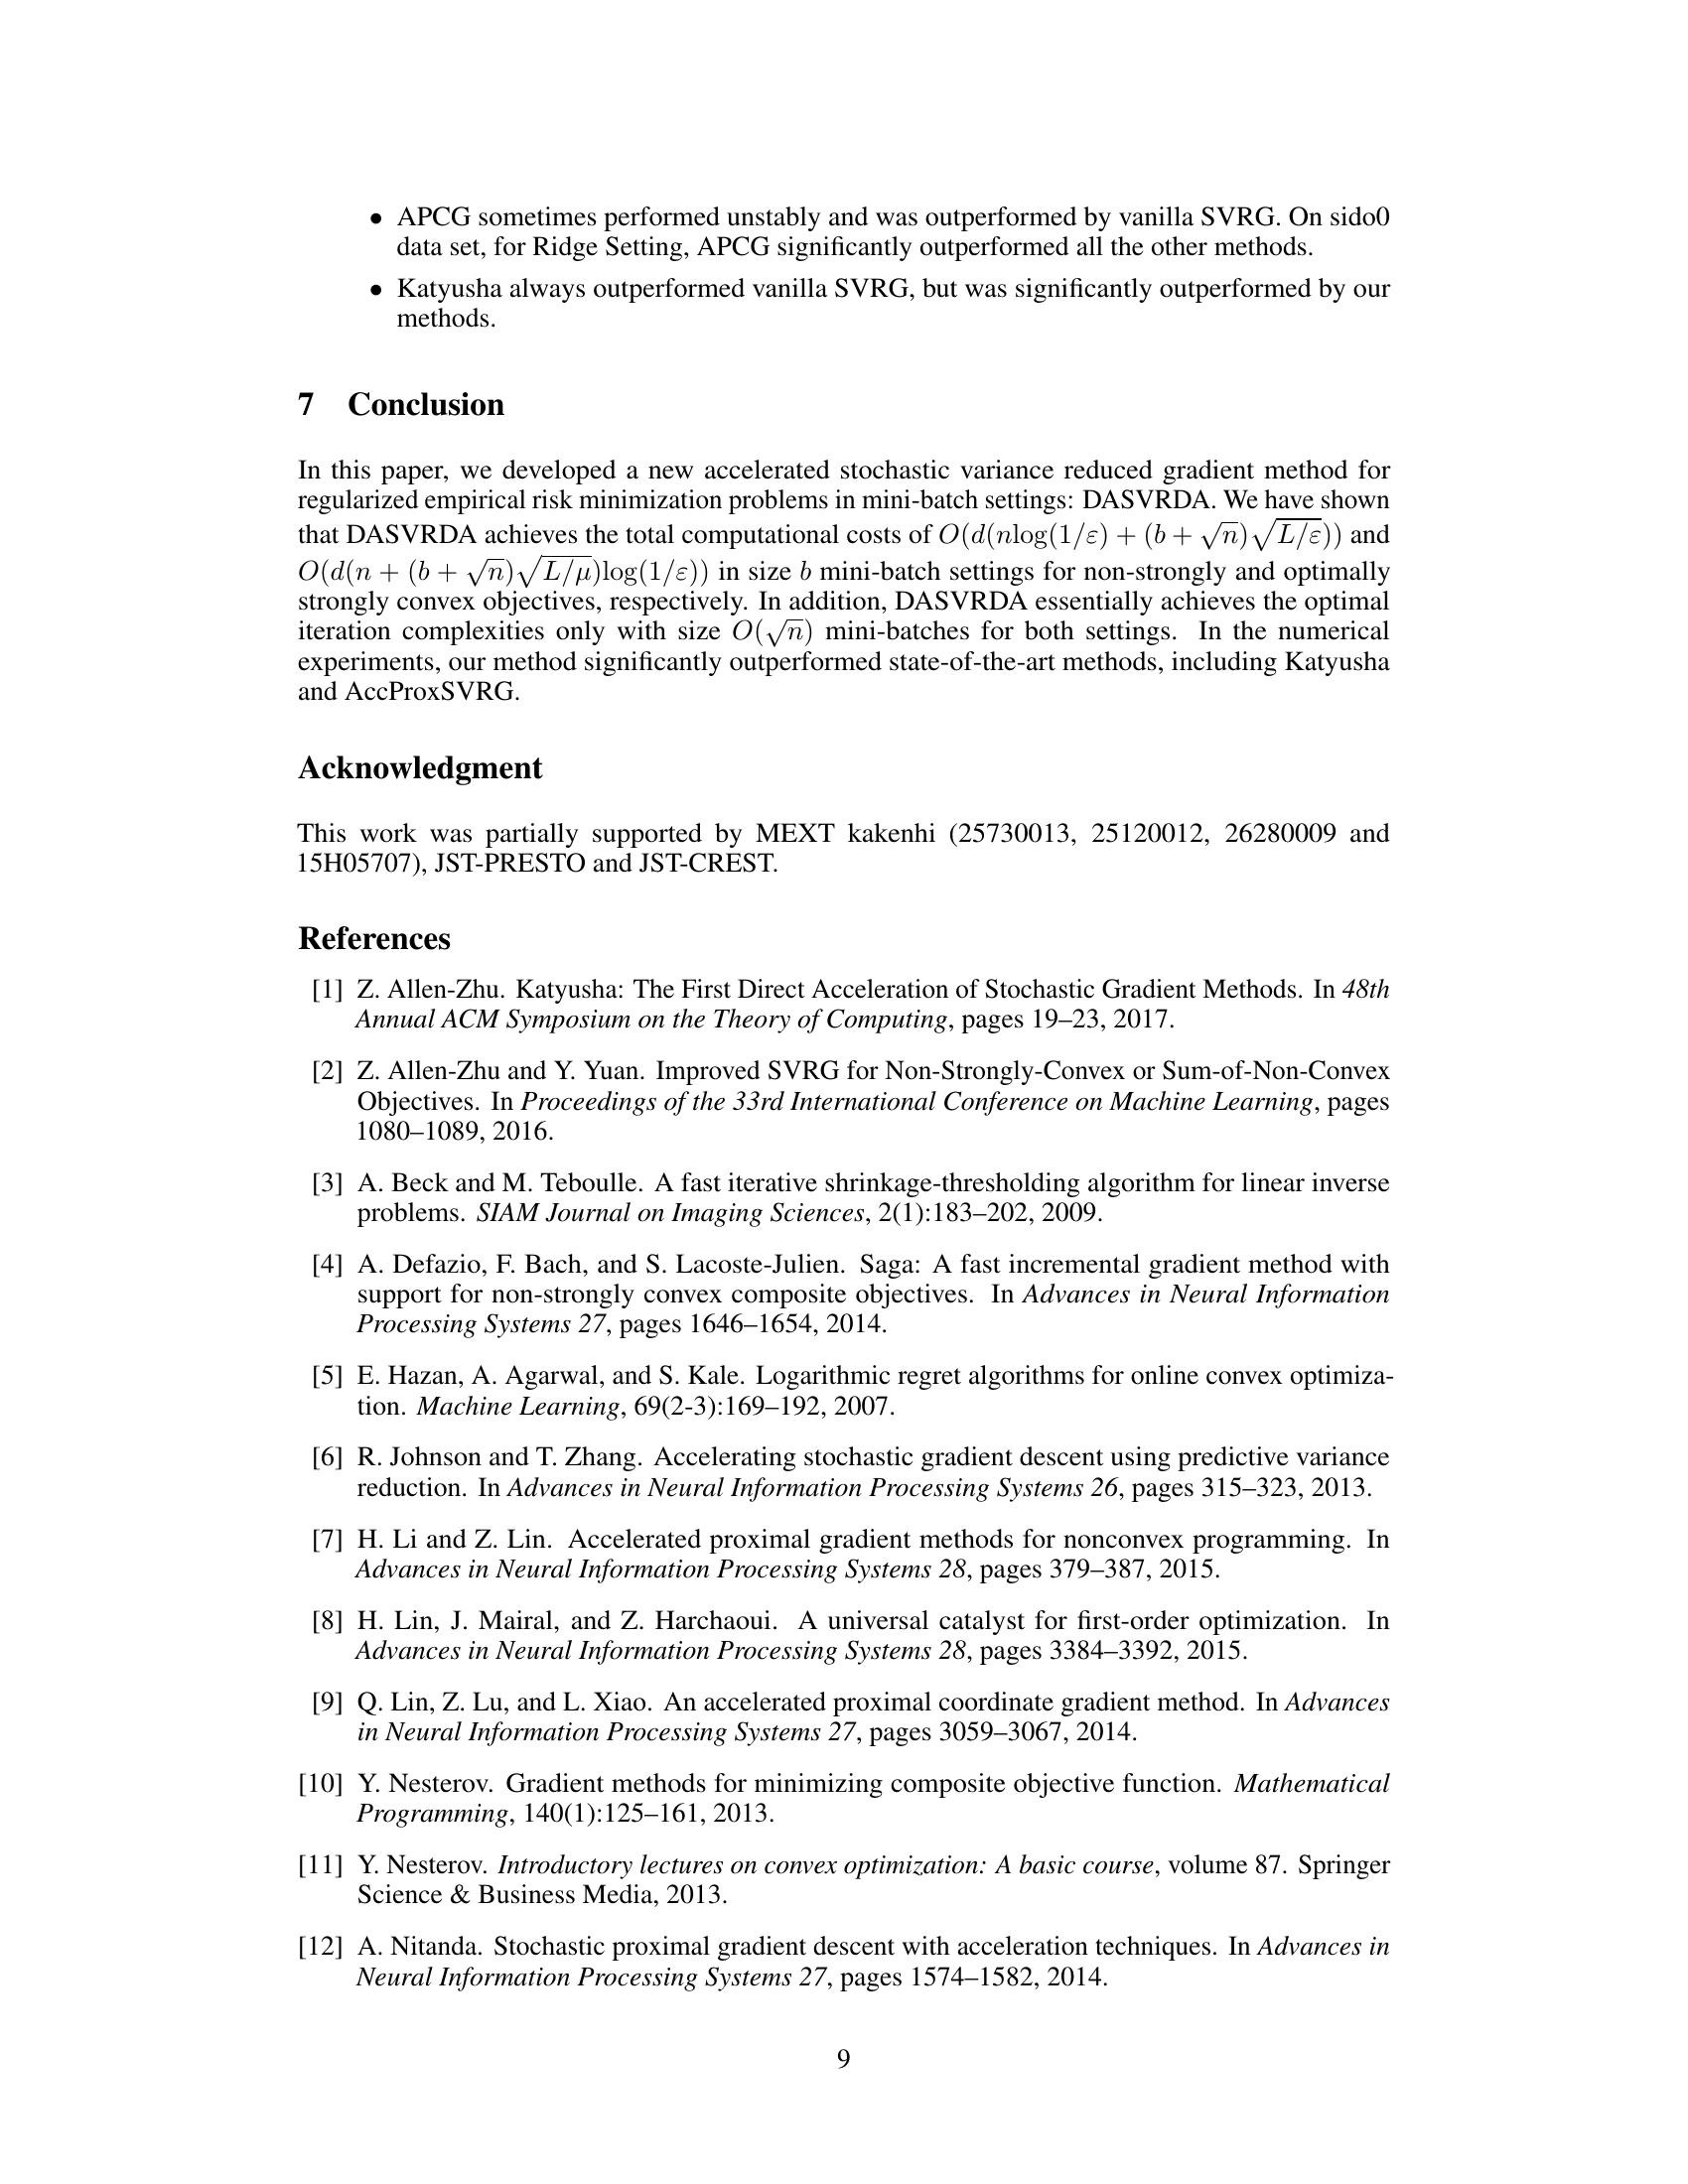 • APCG sometimes performed unstably and was outperformed by vanilla SVRG. On sido0
data set, for Ridge Setting, APCG significantly outperformed all the other methods.
• Katyusha always outperformed vanilla SVRG, but was significantly outperformed by our
methods.
7 Conclusion
In this paper, we developed a new accelerated stochastic variance reduced gradient method for
regularized empirical risk minimization problems in mini-batch settings: DASVRDA. We have shown
that DASVRDA achieves the total computational costs of O(d(nlog(1/ε) + (b + √n)√L/ε)) and
O(d(n + (b + √n)√L/μ)log(1/ε)) in size b mini-batch settings for non-strongly and optimally
strongly convex objectives, respectively. In addition, DASVRDA essentially achieves the optimal
iteration complexities only with size O(√n) mini-batches for both settings. In the numerical
experiments, our method significantly outperformed state-of-the-art methods, including Katyusha
and AccProxSVRG.
Acknowledgment
This work was partially supported by MEXT kakenhi (25730013, 25120012, 26280009 and
15H05707), JST-PRESTO and JST-CREST.
References
[1] Z. Allen-Zhu. Katyusha: The First Direct Acceleration of Stochastic Gradient Methods. In 48th
Annual ACM Symposium on the Theory of Computing, pages 19–23, 2017.
[2] Z. Allen-Zhu and Y. Yuan. Improved SVRG for Non-Strongly-Convex or Sum-of-Non-Convex
Objectives. In Proceedings of the 33rd International Conference on Machine Learning, pages
1080–1089, 2016.
[3] A. Beck and M. Teboulle. A fast iterative shrinkage-thresholding algorithm for linear inverse
problems. SIAM Journal on Imaging Sciences, 2(1):183–202, 2009.
[4] A. Defazio, F. Bach, and S. Lacoste-Julien. Saga: A fast incremental gradient method with
support for non-strongly convex composite objectives. In Advances in Neural Information
Processing Systems 27, pages 1646–1654, 2014.
[5] E. Hazan, A. Agarwal, and S. Kale. Logarithmic regret algorithms for online convex optimiza-
tion. Machine Learning, 69(2-3):169–192, 2007.
[6] R. Johnson and T. Zhang. Accelerating stochastic gradient descent using predictive variance
reduction. In Advances in Neural Information Processing Systems 26, pages 315–323, 2013.
[7] H. Li and Z. Lin. Accelerated proximal gradient methods for nonconvex programming. In
Advances in Neural Information Processing Systems 28, pages 379–387, 2015.
[8] H. Lin, J. Mairal, and Z. Harchaoui. A universal catalyst for first-order optimization. In
Advances in Neural Information Processing Systems 28, pages 3384–3392, 2015.
[9] Q. Lin, Z. Lu, and L. Xiao. An accelerated proximal coordinate gradient method. In Advances
in Neural Information Processing Systems 27, pages 3059–3067, 2014.
[10] Y. Nesterov. Gradient methods for minimizing composite objective function. Mathematical
Programming, 140(1):125–161, 2013.
[11] Y. Nesterov. Introductory lectures on convex optimization: A basic course, volume 87. Springer
Science & Business Media, 2013.
[12] A. Nitanda. Stochastic proximal gradient descent with acceleration techniques. In Advances in
Neural Information Processing Systems 27, pages 1574–1582, 2014.
9